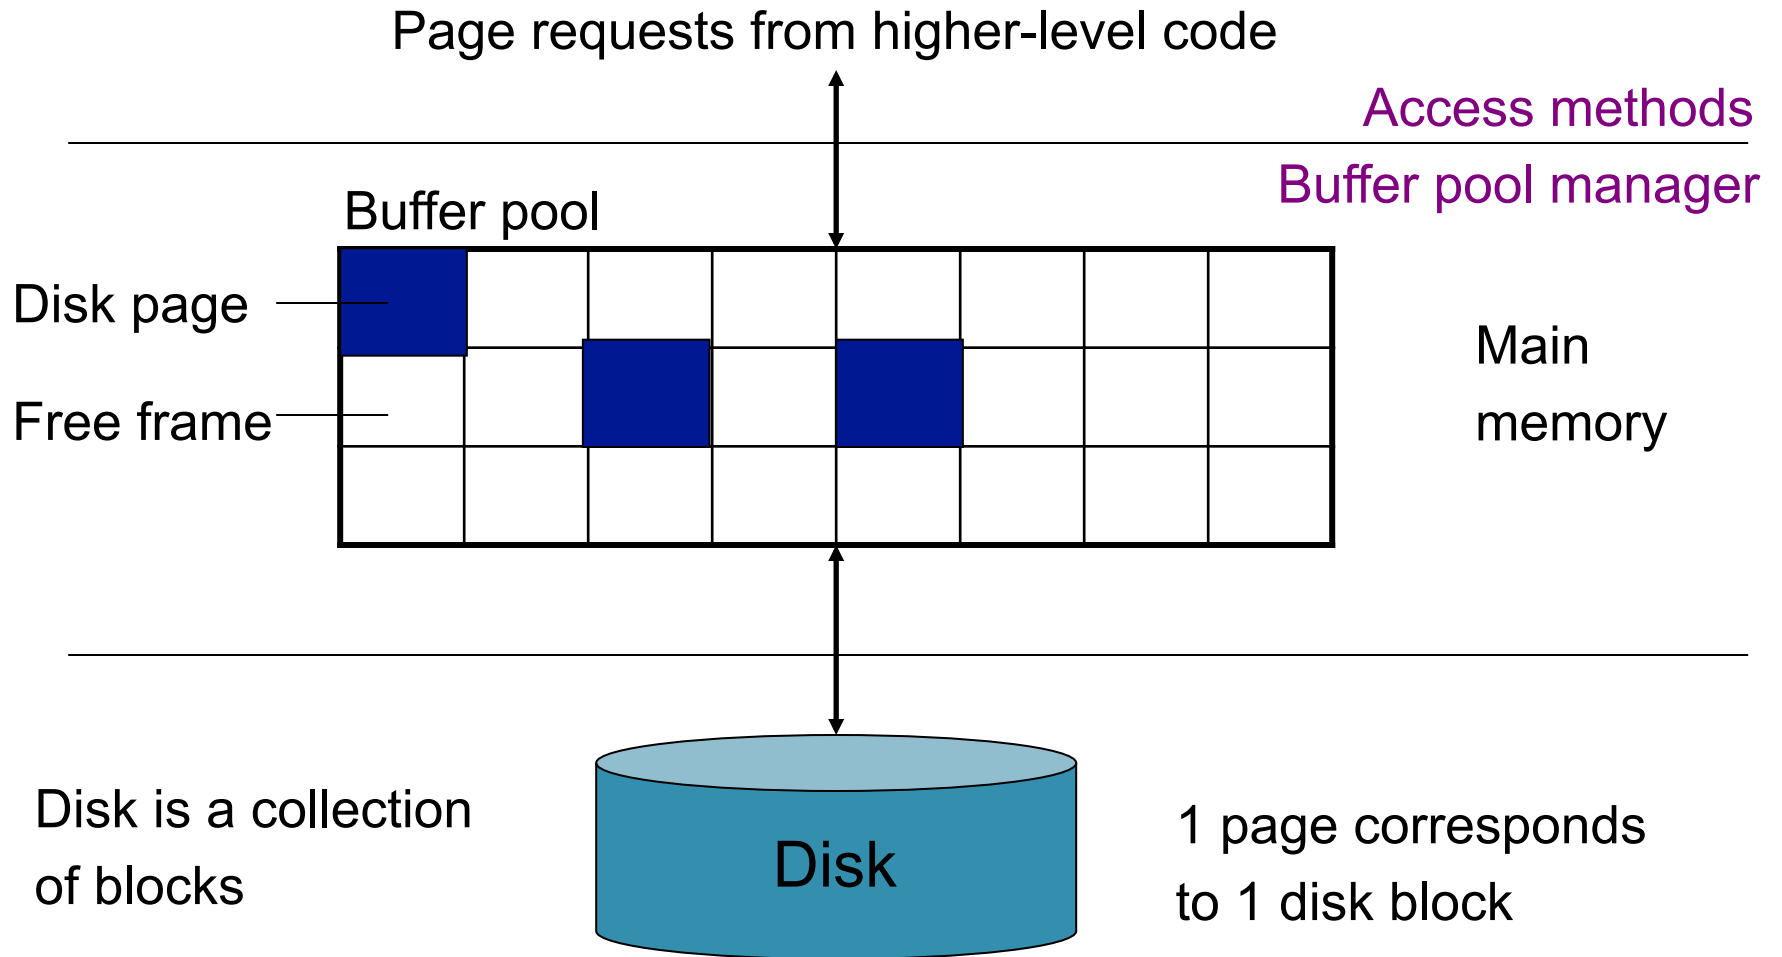 Page requests from higher-level code
Access methods
Buffer pool manager
Buffer pool
Disk page
Free frame
Main
memory
Disk is a collection
of blocks
Disk
1 page corresponds
to 1 disk block